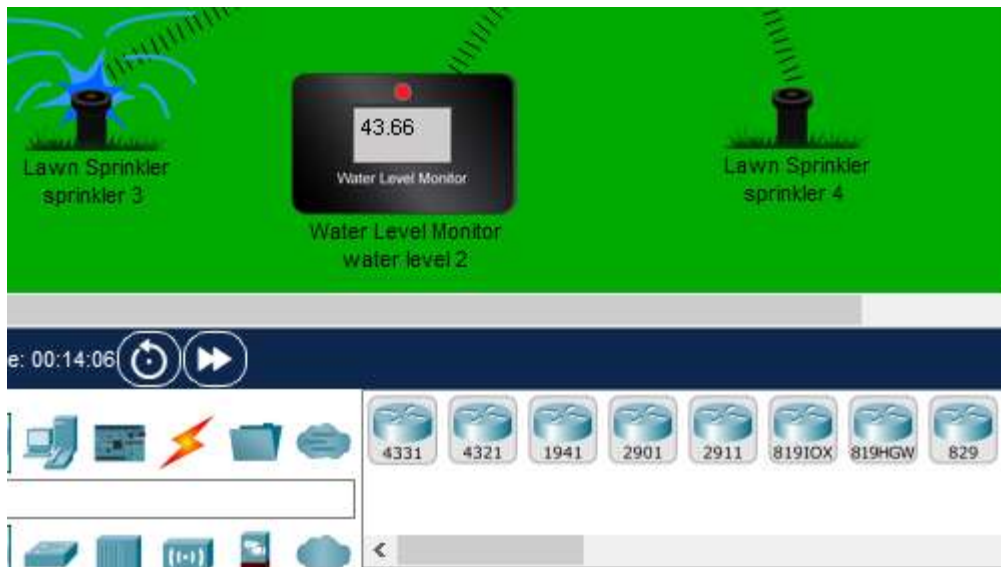 43.66
Water Level Monitor
Lawn Sprinkler
sprinkler 3
Water Level Monitor
water level 2
Lawn Sprinkler
sprinkler 4
e: 00:14:06
4331
4321
1941
2901
2911
819IOX
819HGW
829